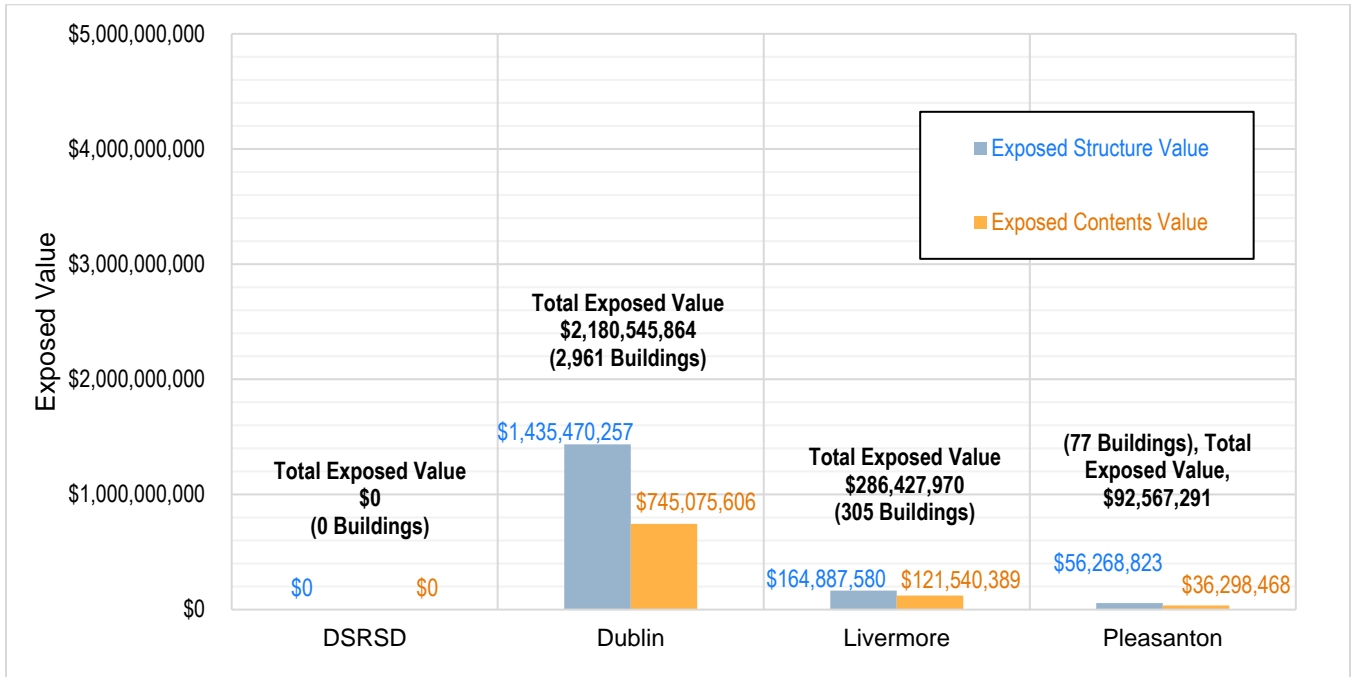 $5,000,000,000
$4,000,000,000
$3,000,000,000
$2,000,000,000
$1,000,000,000
$0
Exposed Value
Exposed Structure Value
Exposed Contents Value
Total Exposed Value
$0
(0 Buildings)
$0
$0
Total Exposed Value
$2,180,545,864
(2,961 Buildings)
$1,435,470,257
$745,075,606
Total Exposed Value
$286,427,970
(305 Buildings)
$164,887,580
$121,540,389
(77 Buildings), Total
Exposed Value,
$92,567,291
$56,268,823
$36,298,468
DSRSD
Dublin
Livermore
Pleasanton